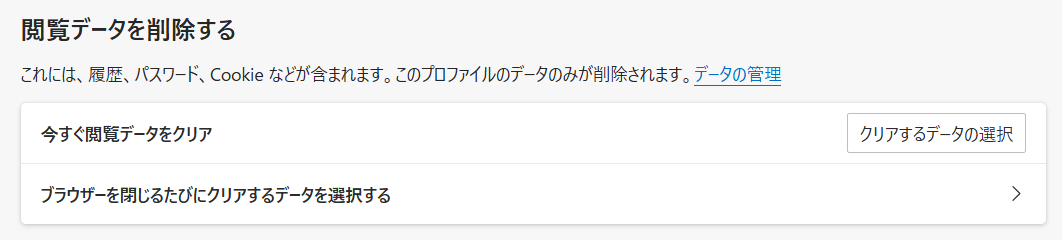 閲覧データを削除する
これには、履歴、パスワード、Cookie などが含まれます。このプロファイルのデータのみが削除されます。データの管理
今すぐ閲覧データをクリア
クリアするデータの選択
ブラウザーを閉じるたびにクリアするデータを選択する